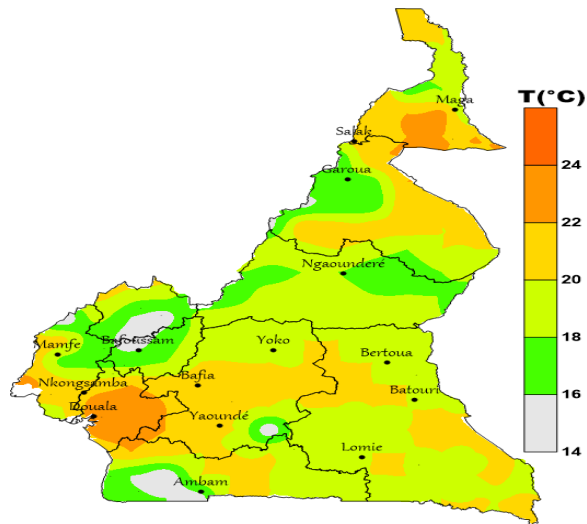 T(°C)
Maga
Salak
24
Garoua
22
Ngaounderé
20
18
Mamfe
Bafoussam
Yoko
Bertoua
Nkongsamba
Bafia
Batouri
16
Douala
Yaoundé
Lomie
14
Ambam